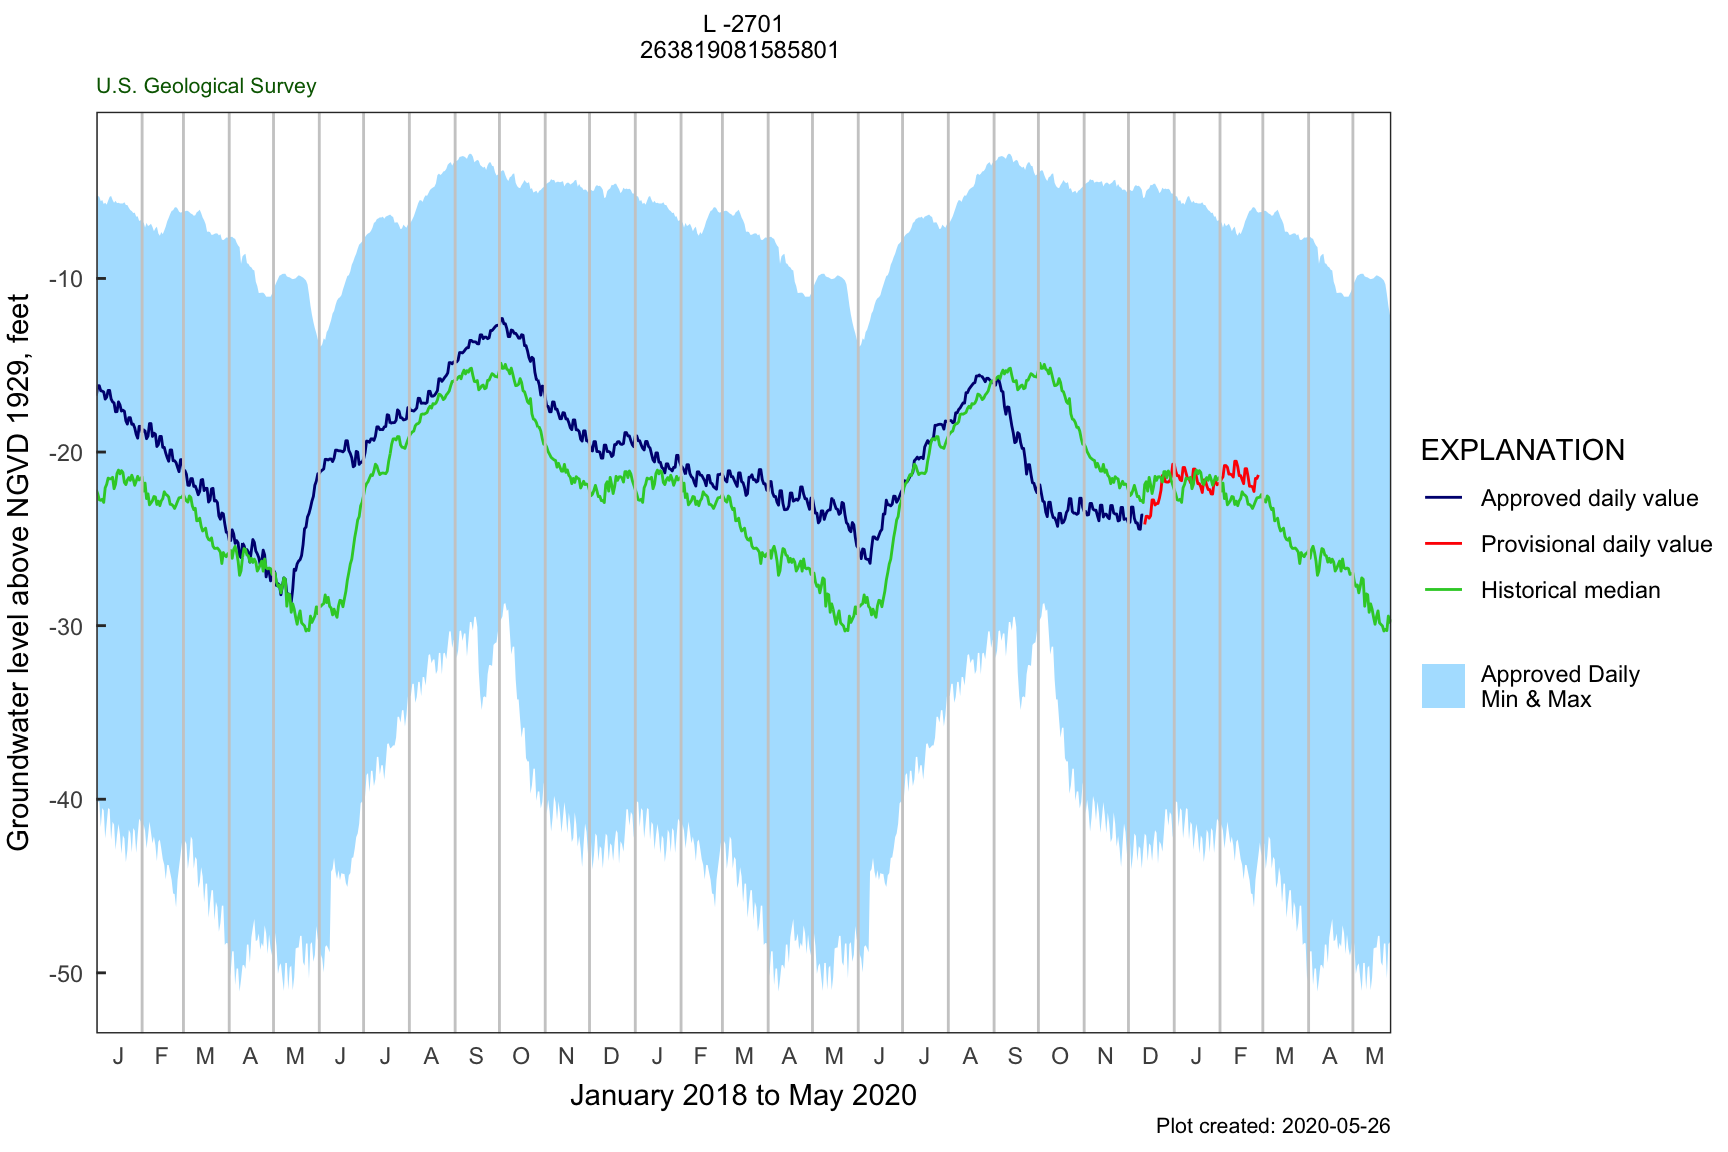 L -2701
263819081585801
U.S. Geological Survey
Groundwater level above NGVD 1929, feet
-10
-20
-30
-40
-50
J F M A M J J A S O N D J F M A M J J A S O N D J F M A M
January 2018 to May 2020
EXPLANATION
Approved daily value
Provisional daily value
Historical median
Approved Daily
Min & Max
Plot created: 2020-05-26